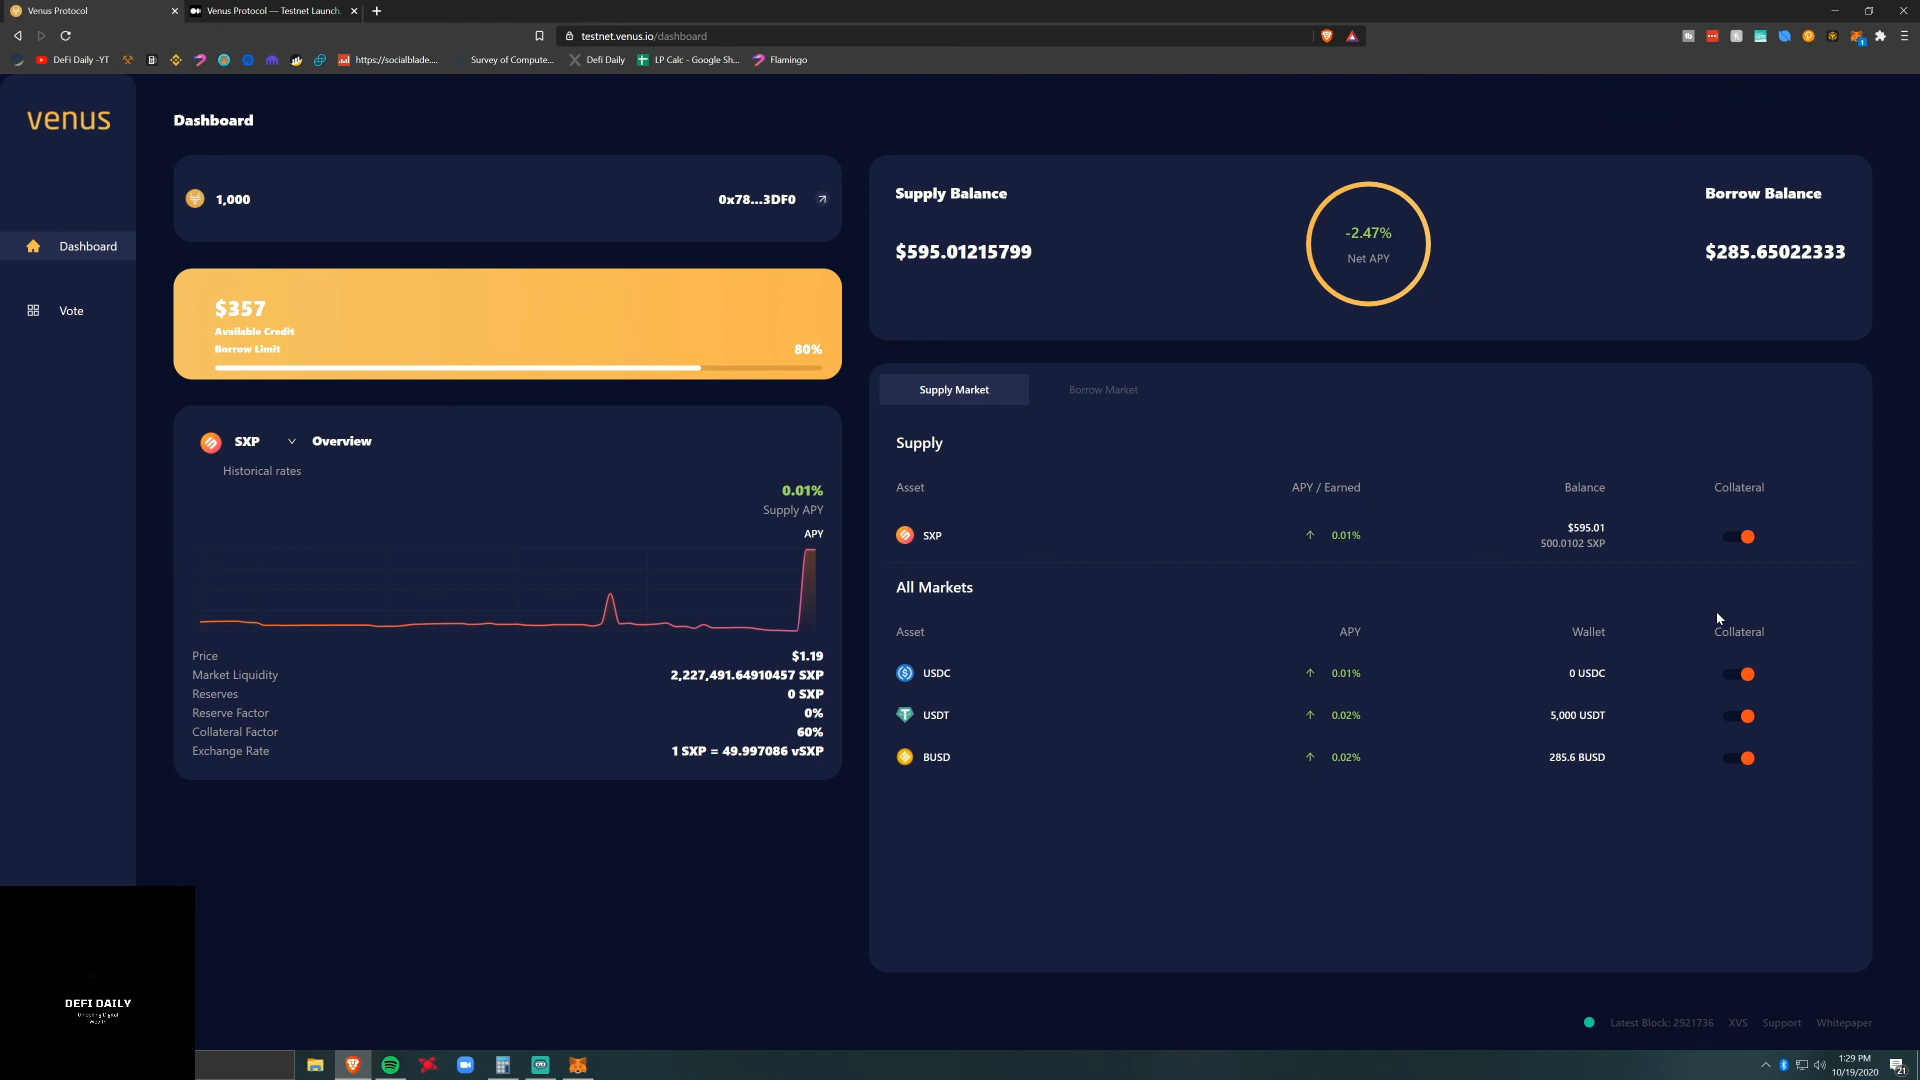 Venus Protocol
Venus Protocol — Testnet Launch
testnet.venus.io/dashboard
DeFi Daily -YT
https://socialblade....
Survey of Compute...
Defi Daily
LP Calc - Google Sh...
Flamingo
venus
Dashboard
Vote
Dashboard
1,000
0x78...3DF0
$357
Available Credit
Borrow Limit
80%
SXP
Overview
Historical rates
0.01%
Supply APY
APY
Price
$1.19
Market Liquidity
2,227,491.64910457 SXP
Reserves
0 SXP
Reserve Factor
0%
Collateral Factor
60%
Exchange Rate
1 SXP = 49.997086 vSXP
Supply Balance
$595.01215799
-2.47%
Net APY
Borrow Balance
$285.65022333
Supply Market
Borrow Market
Supply
Asset
APY / Earned
Balance
Collateral
SXP
0.01%
$595.01
500.0102 SXP
All Markets
Asset
APY
Wallet
Collateral
USDC
0.01%
0 USDC
USDT
0.02%
5,000 USDT
BUSD
0.02%
285.6 BUSD
Latest Block: 2921736
XVS
Support
Whitepaper
DEFI DAILY
Unlocking Digital
Wealth
1:29 PM
10/19/2020
21